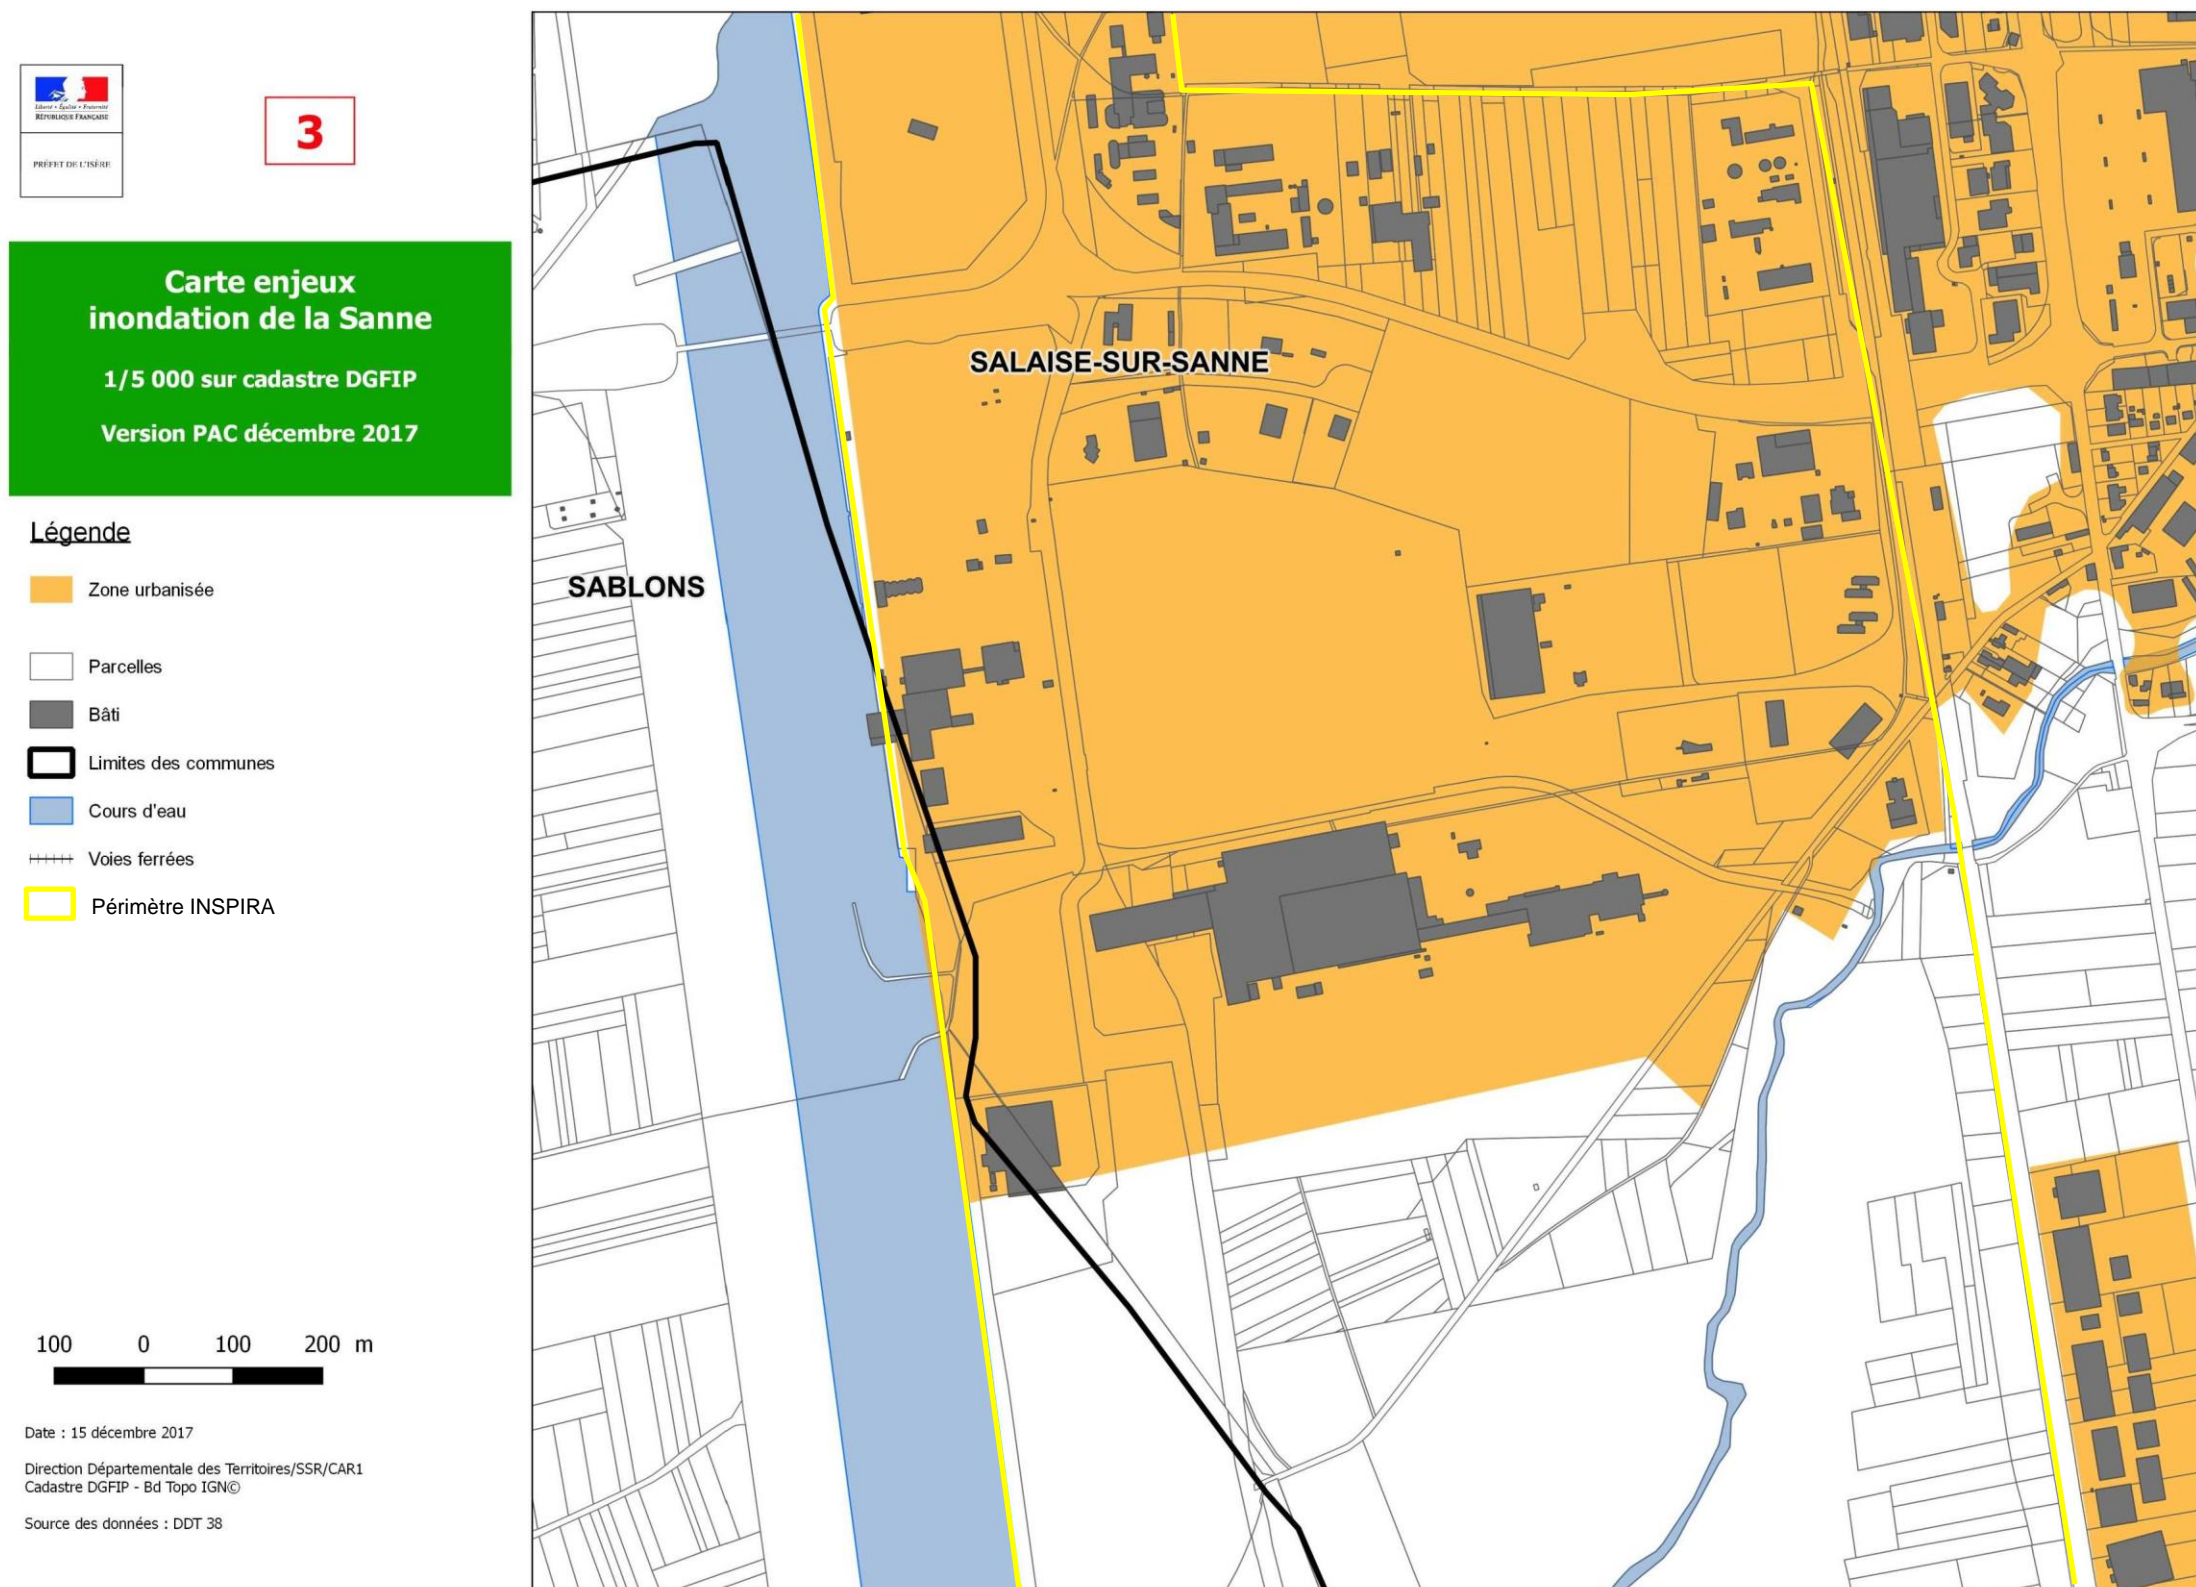 Liberté • Égalité • Fraternité
RÉPUBLIQUE FRANÇAISE
PRÉFET DE L'ISÈRE
3
Carte enjeux
inondation de la Sanne
1/5 000 sur cadastre DGFIP
Version PAC décembre 2017
Légende
Zone urbanisée
Parcelles
Bâti
Limites des communes
Cours d'eau
Voies ferrées
Périmètre INSPIRA
100 0 100 200 m
Date : 15 décembre 2017
Direction Départementale des Territoires/SSR/CAR1
Cadastre DGFIP - Bd Topo IGN©
Source des données : DDT 38
SALAISE-SUR-SANNE
SABLONS